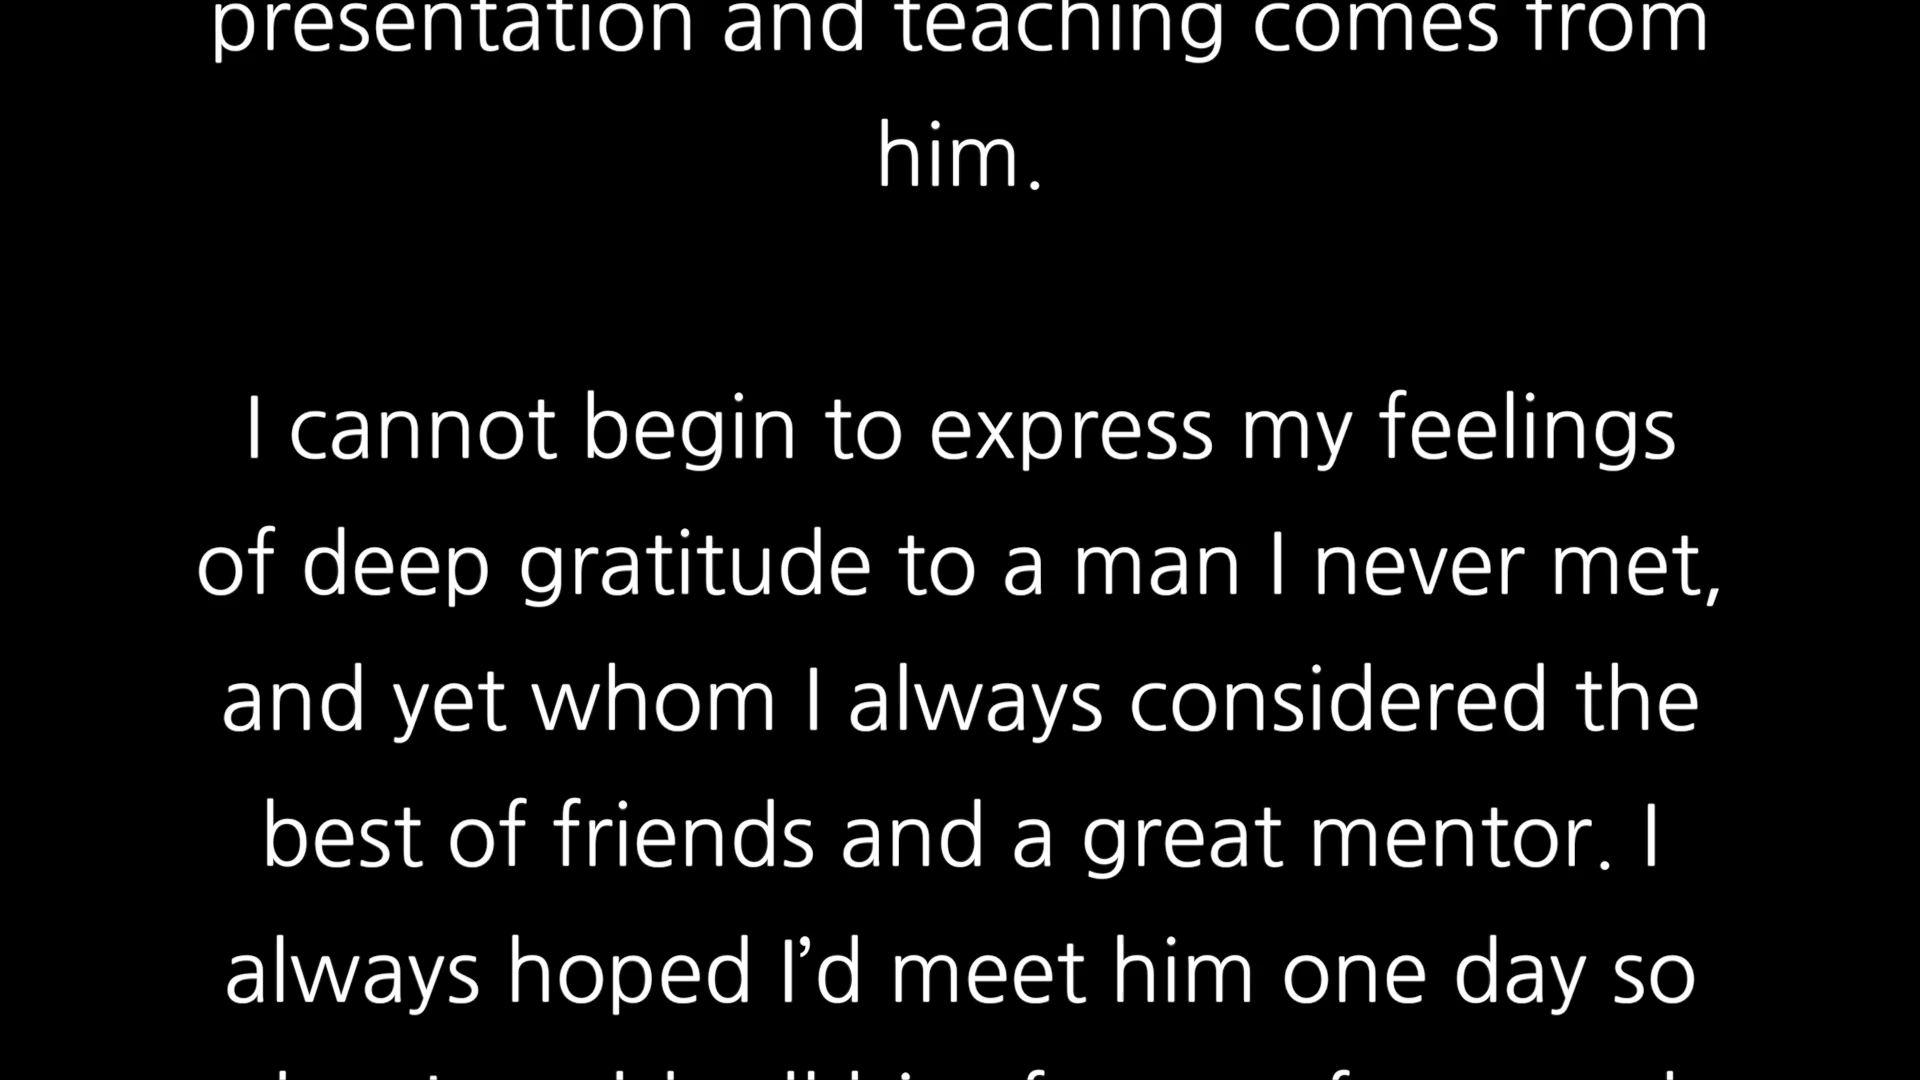 presentation and teaching comes from
him.
I cannot begin to express my feelings
of deep gratitude to a man I never met,
and yet whom I always considered the
best of friends and a great mentor. I
always hoped I’d meet him one day so